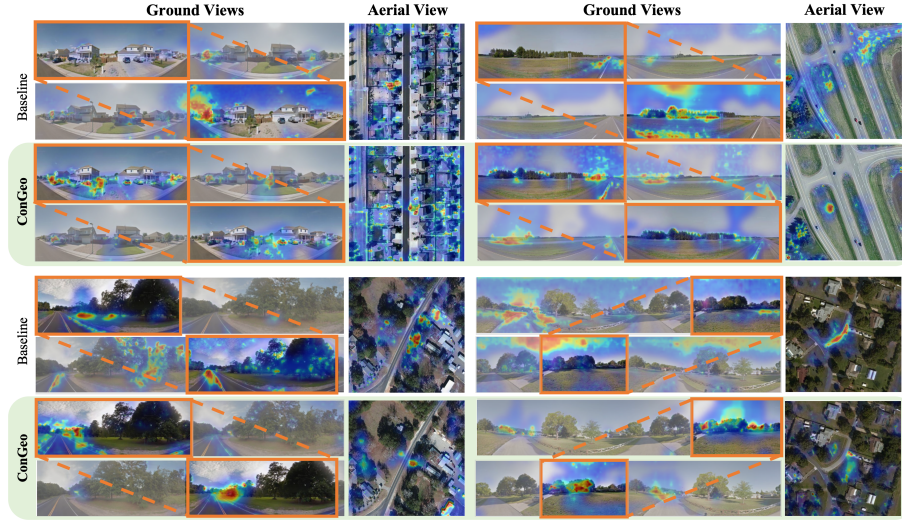 Ground Views Aerial View Ground Views Aerial View
Baseline
ConGeo
Baseline
ConGeo